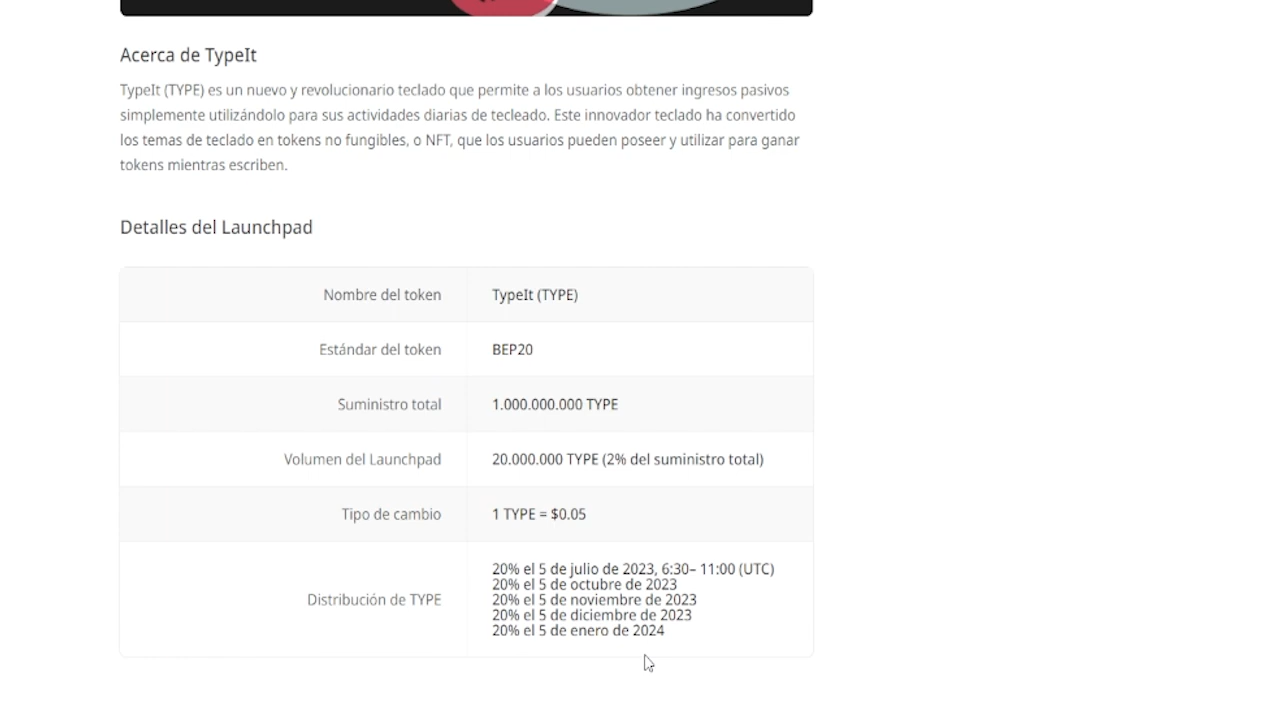 Acerca de TypeIt
TypeIt (TYPE) es un nuevo y revolucionario teclado que permite a los usuarios obtener ingresos pasivos
simplemente utilizándolo para sus actividades diarias de tecleado. Este innovador teclado ha convertido
los temas de teclado en tokens no fungibles, o NFT, que los usuarios pueden poseer y utilizar para ganar
tokens mientras escriben.
Detalles del Launchpad
Nombre del token TypeIt (TYPE)
Estándar del token BEP20
Suministro total 1.000.000.000 TYPE
Volumen del Launchpad 20.000.000 TYPE (2% del suministro total)
Tipo de cambio 1 TYPE = $0.05
Distribución de TYPE
20% el 5 de julio de 2023, 6:30– 11:00 (UTC)
20% el 5 de octubre de 2023
20% el 5 de noviembre de 2023
20% el 5 de diciembre de 2023
20% el 5 de enero de 2024